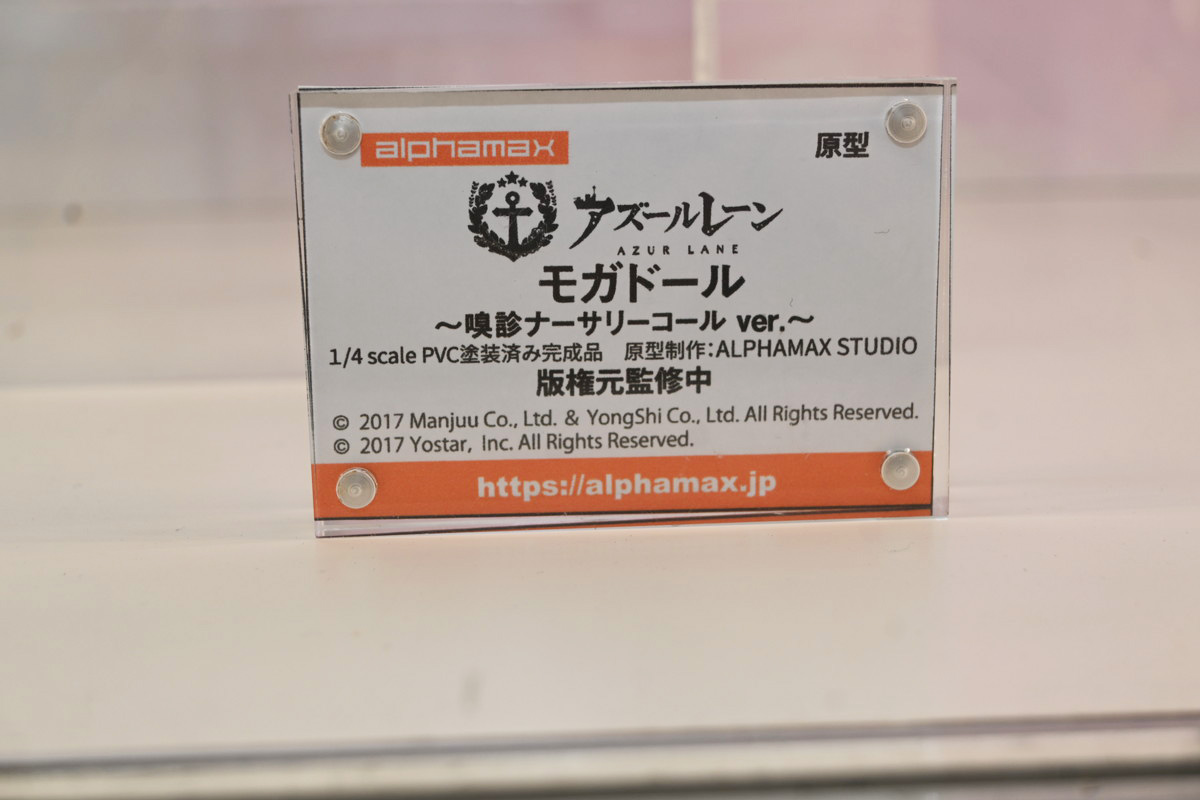 alphamax
原型
アズールレーン
AZUR LANE
モガドール
～嗅診ナーサリーコール ver.～
1/4 scale PVC塗装済み完成品 原型制作：ALPHAMAX STUDIO
版権元監修中
© 2017 Manjuu Co., Ltd. & YongShi Co., Ltd. All Rights Reserved.
© 2017 Yostar, Inc. All Rights Reserved.
https://alphamax.jp